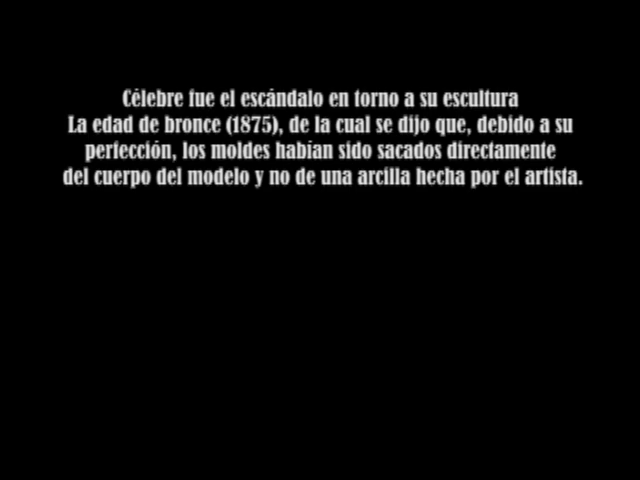 Célebre fue el escándalo en torno a su escultura
La edad de bronce (1875), de la cual se dijo que, debido a su
perfección, los moldes habían sido sacados directamente
del cuerpo del modelo y no de una arcilla hecha por el artista.